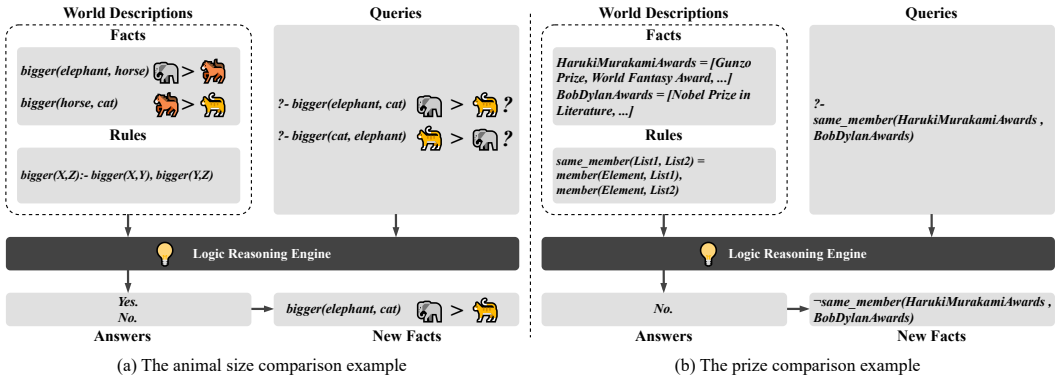 World Descriptions
Queries
Facts
bigger(elephant, horse) >
bigger(horse, cat) >
?- bigger(elephant, cat) > ?
?- bigger(cat, elephant) > ?
Rules
bigger(X,Z):- bigger(X,Y), bigger(Y,Z)
Logic Reasoning Engine
Yes.
No.
bigger(elephant, cat) >
Answers
New Facts
(a) The animal size comparison example
World Descriptions
Queries
Facts
HarukiMurakamiAwards = [Gunzo
Prize, World Fantasy Award, ...]
BobDylanAwards = [Nobel Prize in
Literature, ...]
?-
same_member(HarukiMurakamiAwards ,
BobDylanAwards)
Rules
same_member(List1, List2) =
member(Element, List1),
member(Element, List2)
Logic Reasoning Engine
No.
¬same_member(HarukiMurakamiAwards ,
BobDylanAwards)
Answers
New Facts
(b) The prize comparison example